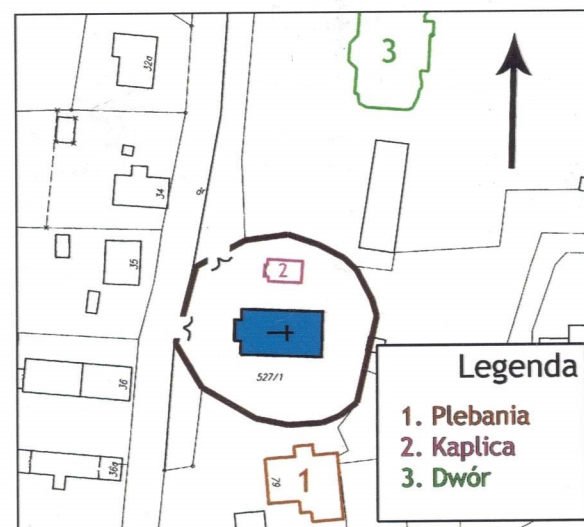 32a
3
34
2
35
527/1
36
36a
79
1
Legenda
1. Plebania
2. Kaplica
3. Dwór